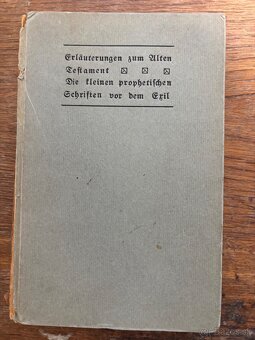 Erläuterungen zum Alten
Testament
Die kleinen prophetischen
Schriften vor dem Exil